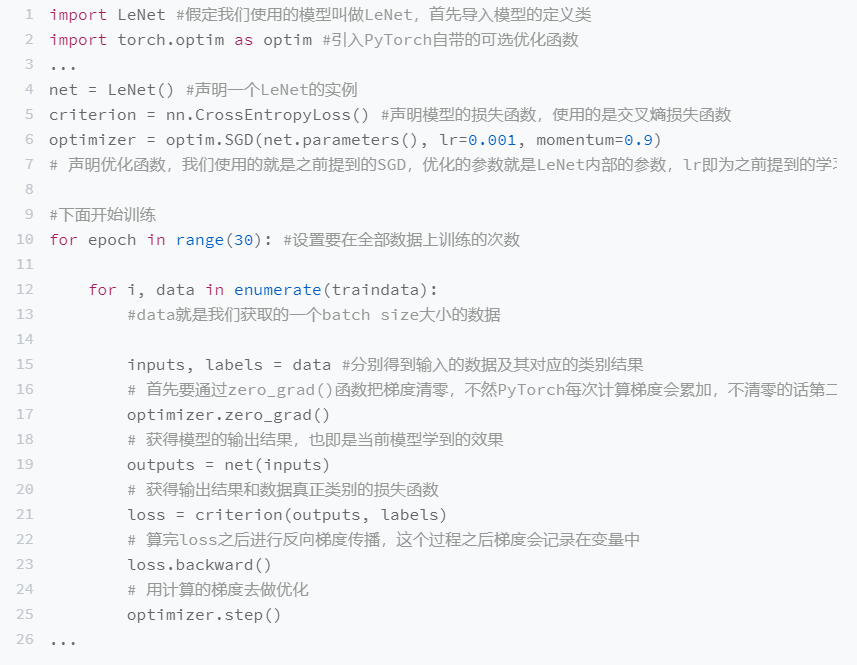 1 import LeNet #假定我们使用的模型叫做LeNet，首先导入模型的定义类
2 import torch.optim as optim #引入PyTorch自带的可选优化函数
3 ...
4 net = LeNet() #声明一个LeNet的实例
5 criterion = nn.CrossEntropyLoss() #声明模型的损失函数，使用的是交叉熵损失函数
6 optimizer = optim.SGD(net.parameters(), lr=0.001, momentum=0.9)
7 # 声明优化函数，我们使用的就是之前提到的SGD，优化的参数就是LeNet内部的参数，lr即为之前提到的学
8
9 #下面开始训练
10 for epoch in range(30): #设置要在全部数据上训练的次数
11
12     for i, data in enumerate(traindata):
13         #data就是我们获取的一个batch size大小的数据
14
15         inputs, labels = data #分别得到输入的数据及其对应的类别结果
16         # 首先要通过zero_grad()函数把梯度清零，不然PyTorch每次计算梯度会累加，不清零的话第二
17         optimizer.zero_grad()
18         # 获得模型的输出结果，也即是当前模型学到的效果
19         outputs = net(inputs)
20         # 获得输出结果和数据真正类别的损失函数
21         loss = criterion(outputs, labels)
22         # 算完loss之后进行反向梯度传播，这个过程之后梯度会记录在变量中
23         loss.backward()
24         # 用计算的梯度去做优化
25         optimizer.step()
26 ...